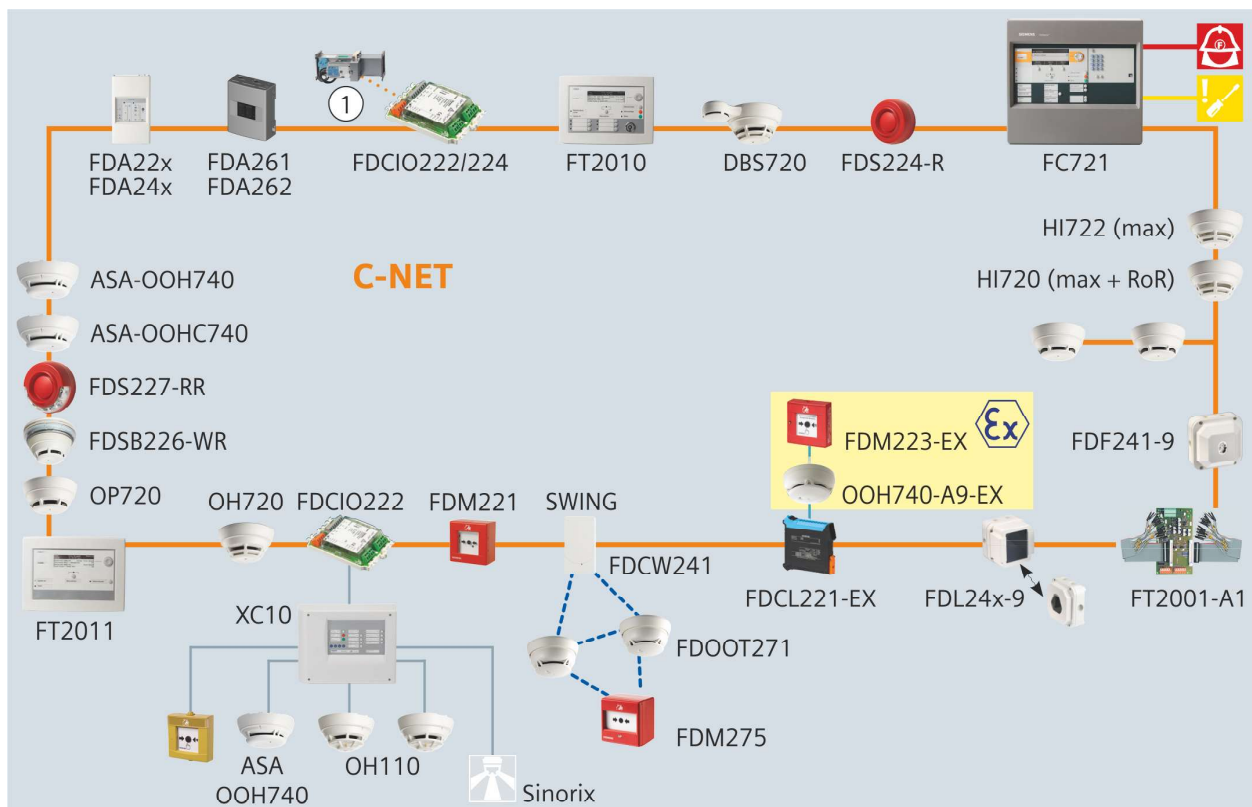 1
FDA22x
FDA24x
FDA261
FDA262
FDCIO222/224
FT2010
DBS720
FDS224-R
SIEMENS
FC721
F
HI722 (max)
HI720 (max + RoR)
C-NET
ASA-OOH740
ASA-OOHC740
FDS227-RR
FDSB226-WR
OP720
FT2011
OH720
FDCIO222
FDM221
SWING
FDCW241
FDM223-EX
Ex
OOH740-A9-EX
FDCL221-EX
FDF241-9
FDL24x-9
FT2001-A1
XC10
FDOOT271
FDM275
ASA
OOH740
OH110
Sinorix